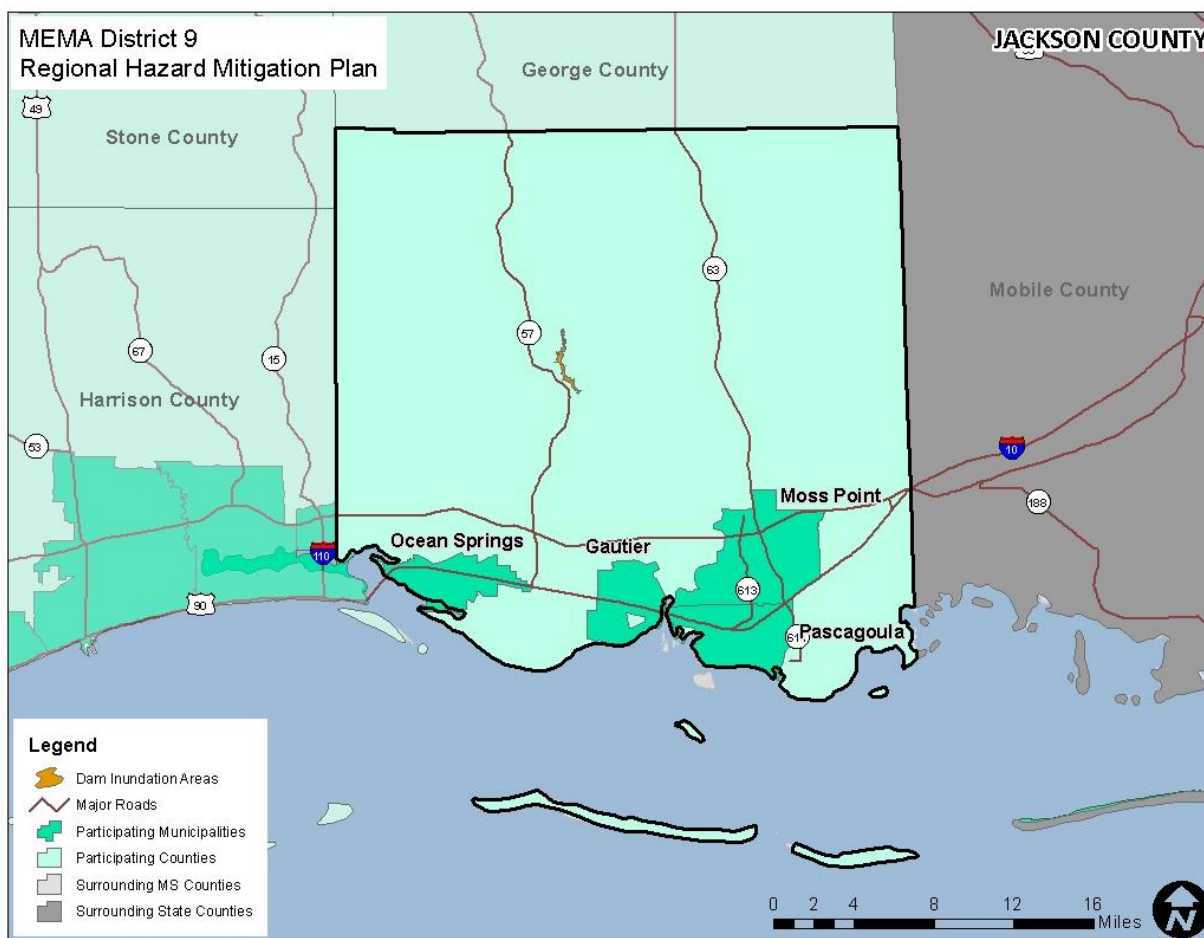 MEMA District 9
Regional Hazard Mitigation Plan
JACKSON COUNTY
George County
49
Stone County
63
Mobile County
57
67
15
Harrison County
53
10
Moss Point
188
Ocean Springs
Gautier
110
613
90
Pascagoula
Legend
Dam Inundation Areas
Major Roads
Participating Municipalities
Participating Counties
Surrounding MS Counties
Surrounding State Counties
0 2 4 8 12 16
Miles
N